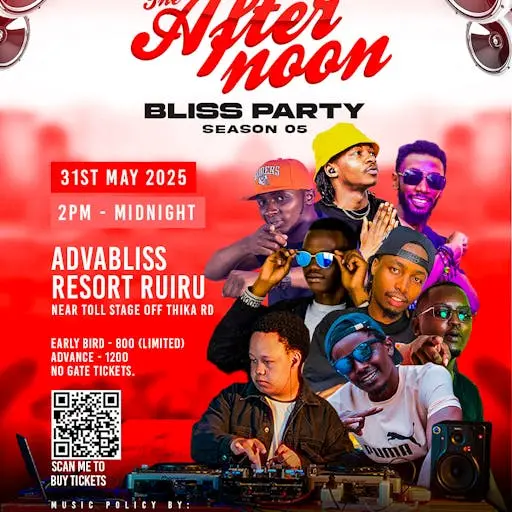 The
After
noon
BLISS PARTY
SEASON 05
31ST MAY 2025
2PM - MIDNIGHT
ADVABLISS
RESORT RUIRU
NEAR TOLL STAGE OFF THIKA RD
EARLY BIRD - 800 (LIMITED)
ADVANCE - 1200
NO GATE TICKETS.
SCAN ME TO
BUY TICKETS
MUSIC POLICY BY:
PUMA